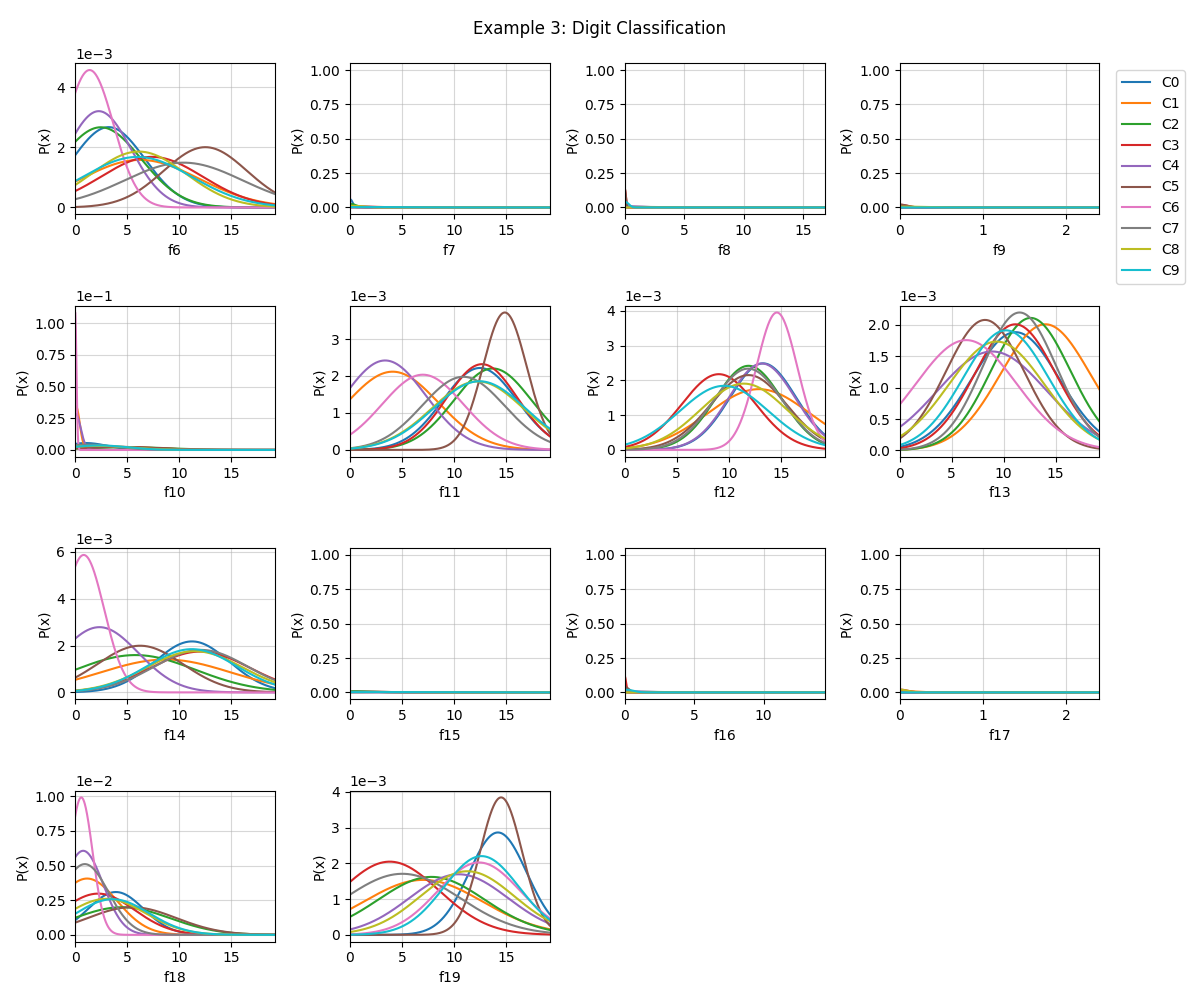 Example 3: Digit Classification
1e−3
P(x)
4
2
0
0 5 10 15
f6
P(x)
1.00
0.75
0.50
0.25
0.00
0 5 10 15
f7
P(x)
1.00
0.75
0.50
0.25
0.00
0 5 10 15
f8
P(x)
1.00
0.75
0.50
0.25
0.00
0 1 2
f9
C0
C1
C2
C3
C4
C5
C6
C7
C8
C9
1e−1
P(x)
1.00
0.75
0.50
0.25
0.00
0 5 10 15
f10
1e−3
P(x)
3
2
1
0
0 5 10 15
f11
1e−3
P(x)
4
3
2
1
0
0 5 10 15
f12
1e−3
P(x)
2.0
1.5
1.0
0.5
0.0
0 5 10 15
f13
1e−3
P(x)
6
4
2
0
0 5 10 15
f14
P(x)
1.00
0.75
0.50
0.25
0.00
0 5 10 15
f15
P(x)
1.00
0.75
0.50
0.25
0.00
0 5 10
f16
P(x)
1.00
0.75
0.50
0.25
0.00
0 1 2
f17
1e−2
P(x)
1.00
0.75
0.50
0.25
0.00
0 5 10 15
f18
1e−3
P(x)
4
3
2
1
0
0 5 10 15
f19